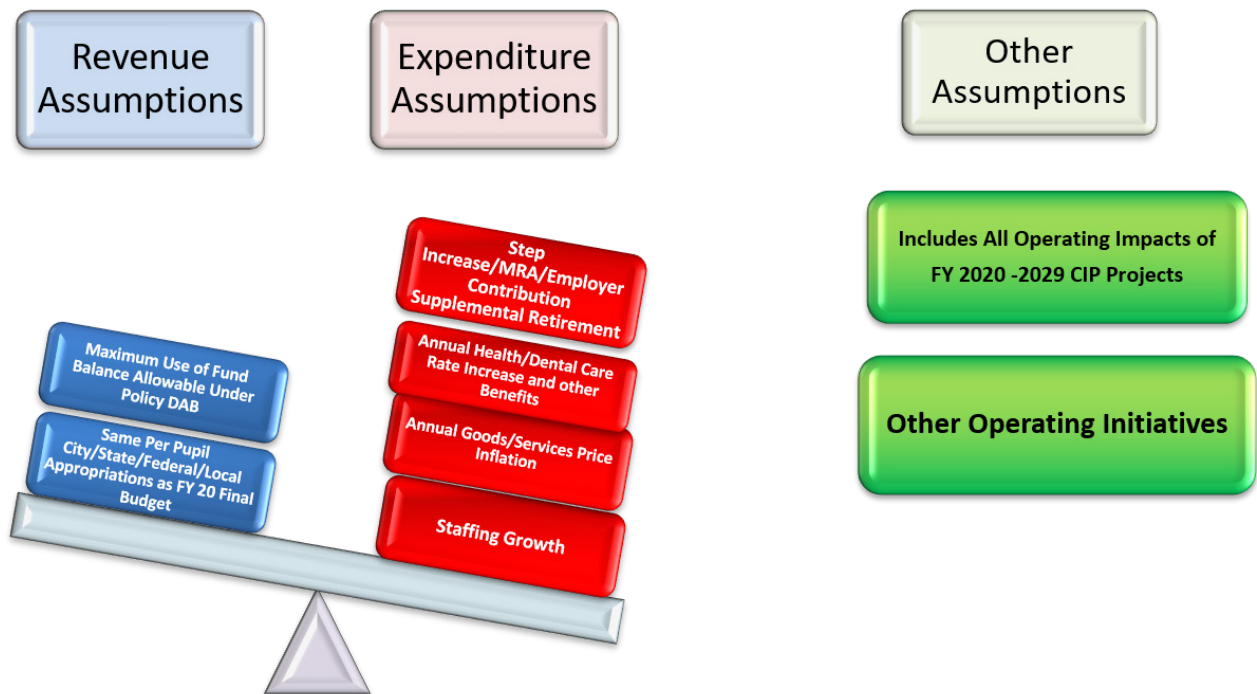 Revenue
Assumptions
Expenditure
Assumptions
Other
Assumptions
Maximum Use of Fund
Balance Allowable Under
Policy DAB
Same Per Pupil
City/State/Federal/Local
Appropriations as FY 20 Final
Budget
Step
Increase/MRA/Employer
Contribution
Supplemental Retirement
Annual Health/Dental Care
Rate Increase and other
Benefits
Annual Goods/Services Price
Inflation
Staffing Growth
Includes All Operating Impacts of
FY 2020 -2029 CIP Projects
Other Operating Initiatives